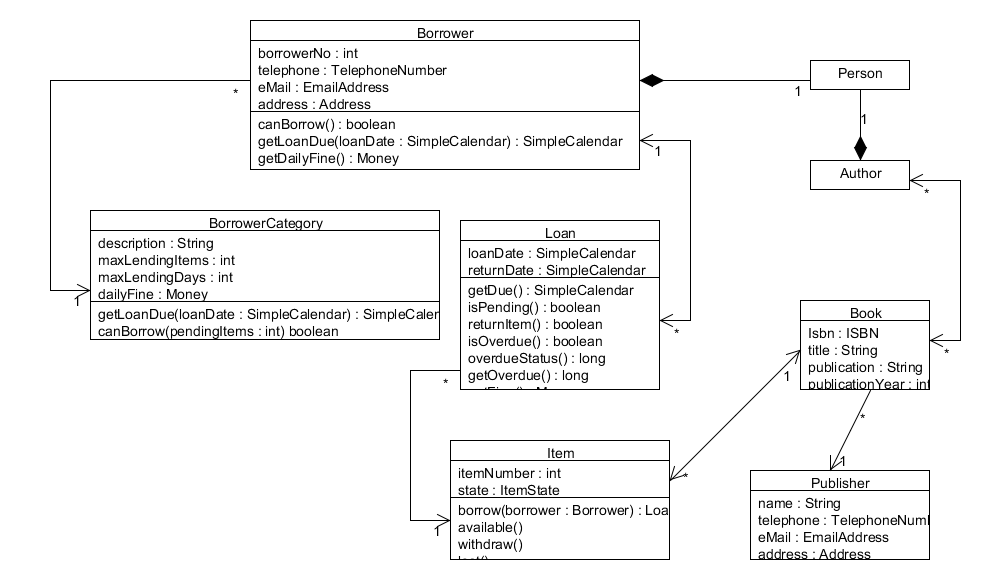 Borrower
borrowerNo : int
telephone : TelephoneNumber
eMail : EmailAddress
address : Address
canBorrow() : boolean
getLoanDue(loanDate : SimpleCalendar) : SimpleCalendar
getDailyFine() : Money
*
1
Person
1
1
Author
*
BorrowerCategory
description : String
maxLendingItems : int
maxLendingDays : int
dailyFine : Money
getLoanDue(loanDate : SimpleCalendar) : SimpleCaler
canBorrow(pendingItems : int) boolean
1
Loan
loanDate : SimpleCalendar
returnDate : SimpleCalendar
getDue() : SimpleCalendar
isPending() : boolean
returnItem() : boolean
isOverdue() : boolean
overdueStatus() : long
getOverdue() : long
*
*
Book
Isbn : ISBN
title : String
publication : String
publicationYear : int
*
1
*
1
Item
itemNumber : int
state : ItemState
borrow(borrower : Borrower) : Loa
available()
withdraw()
*
1
Publisher
name : String
telephone : TelephoneNuml
eMail : EmailAddress
address : Address